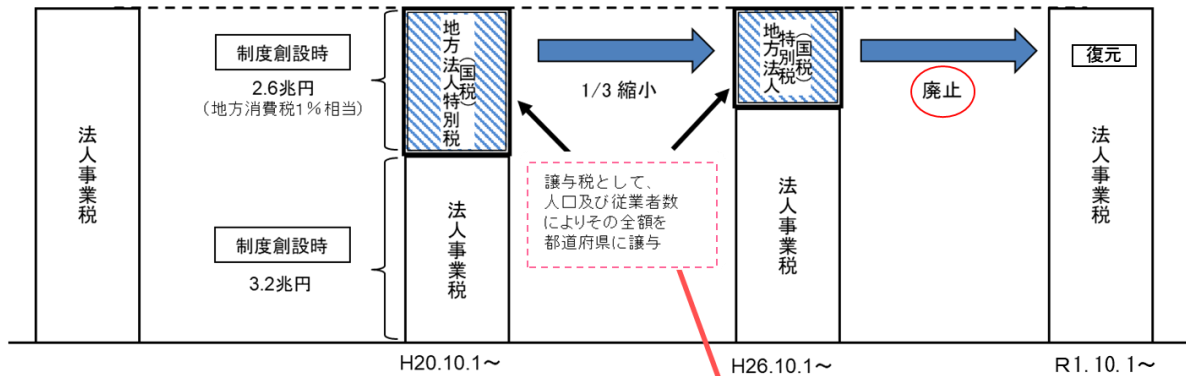 法人事業税
制度創設時
2.6兆円
（地方消費税1％相当）
制度創設時
3.2兆円
地方法人特別税
（国税）
法人事業税
H20.10.1～
1/3 縮小
譲与税として、
人口及び従業者数
によりその全額を
都道府県に譲与
地方法人
特別税
（国税）
法人事業税
H26.10.1～
廃止
復元
法人事業税
R1.10.1～